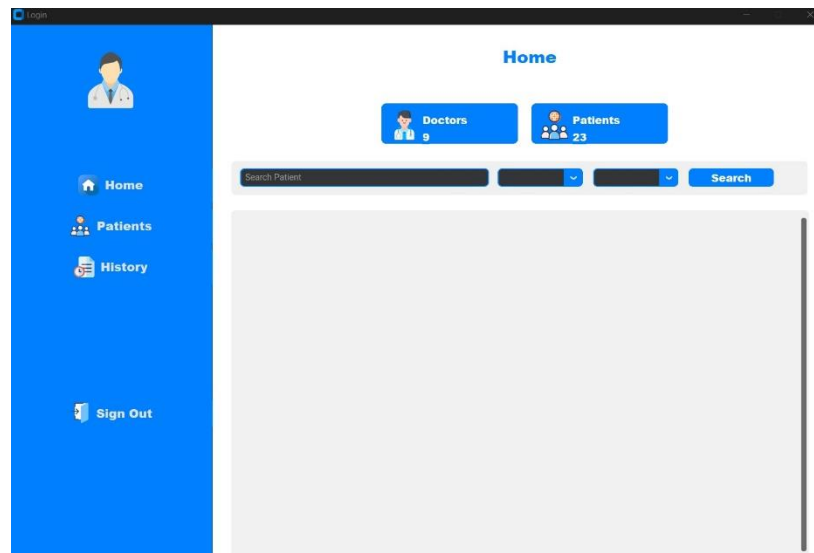 Login
Home
Doctors
9
Patients
23
Search Patient
Search
Home
Patients
History
Sign Out